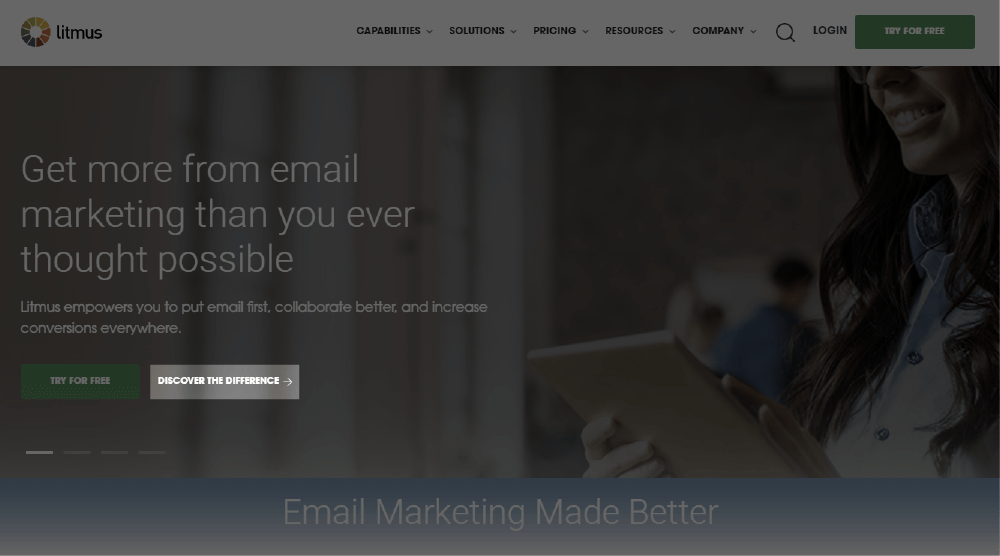 litmus
CAPABILITIES
SOLUTIONS
PRICING
RESOURCES
COMPANY
LOGIN
TRY FOR FREE
Get more from email
marketing than you ever
thought possible
Litmus empowers you to put email first, collaborate better, and increase
conversions everywhere.
TRY FOR FREE
DISCOVER THE DIFFERENCE →
Email Marketing Made Better